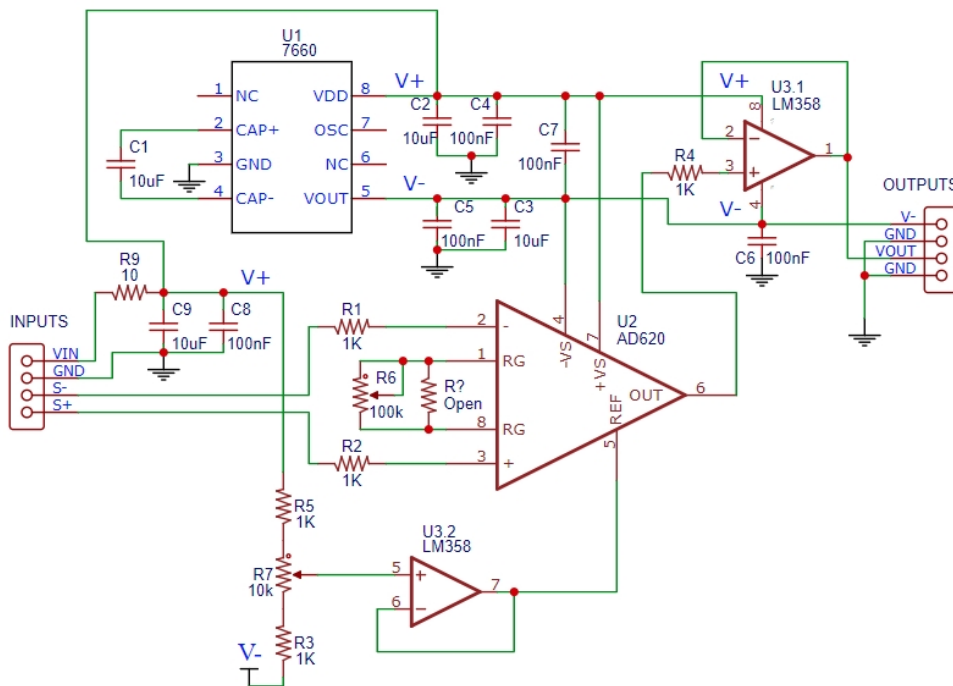 U1
7660
1 NC
2 CAP+
3 GND
4 CAP-
VDD 8
OSC 7
NC 6
VOUT 5
C1
10uF
V+
C2
10uF
C4
100nF
C7
100nF
V-
C5
100nF
C3
10uF
V+
U3.1
LM358
8
2 -
3 +
1
4
R4
1K
V-
C6 100nF
OUTPUTS
V-
GND
VOUT
GND
R9
10
V+
C9
10uF
C8
100nF
INPUTS
VIN
GND
S-
S+
R1
1K
R6
100k
R?
Open
R2
1K
2 -
1 RG
8 RG
3 +
4
-VS
7
+VS
U2
AD620
OUT 6
REF
5
R5
1K
R7
10k
R3
1K
V-
U3.2
LM358
5 +
6 -
7